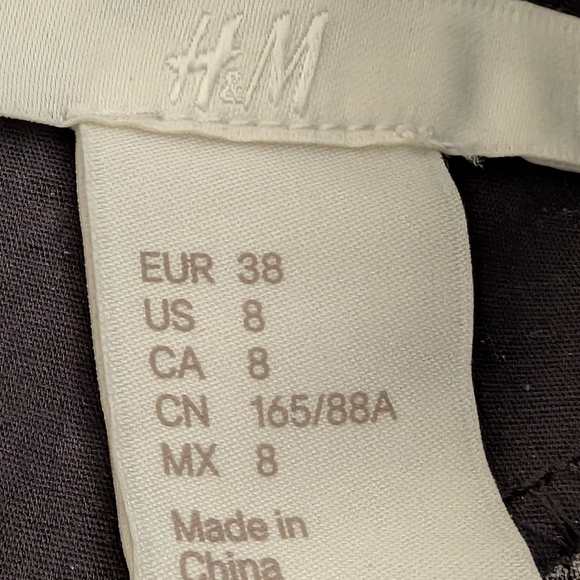 H&M
EUR 38
US 8
CA 8
CN 165/88A
MX 8
Made in
China